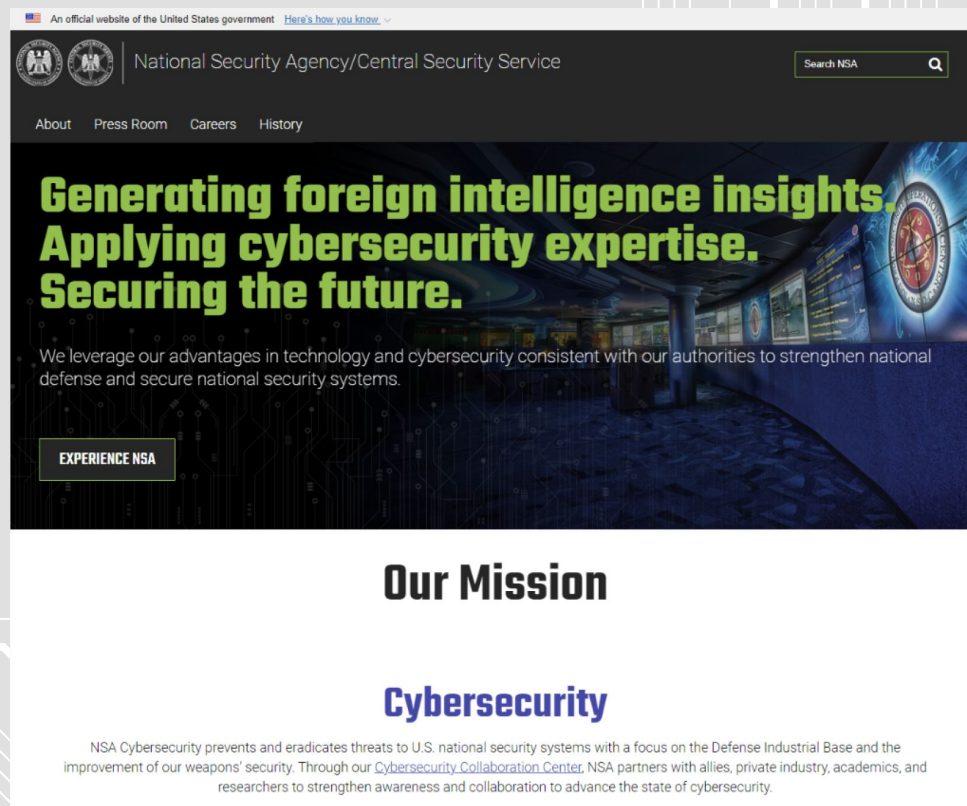 An official website of the United States government Here's how you know
National Security Agency/Central Security Service
Search NSA
About Press Room Careers History
Generating foreign intelligence insights.
Applying cybersecurity expertise.
Securing the future.
We leverage our advantages in technology and cybersecurity consistent with our authorities to strengthen national
defense and secure national security systems.
EXPERIENCE NSA
Our Mission
Cybersecurity
NSA Cybersecurity prevents and eradicates threats to U.S. national security systems with a focus on the Defense Industrial Base and the
improvement of our weapons' security. Through our Cybersecurity Collaboration Center, NSA partners with allies, private industry, academics, and
researchers to strengthen awareness and collaboration to advance the state of cybersecurity.